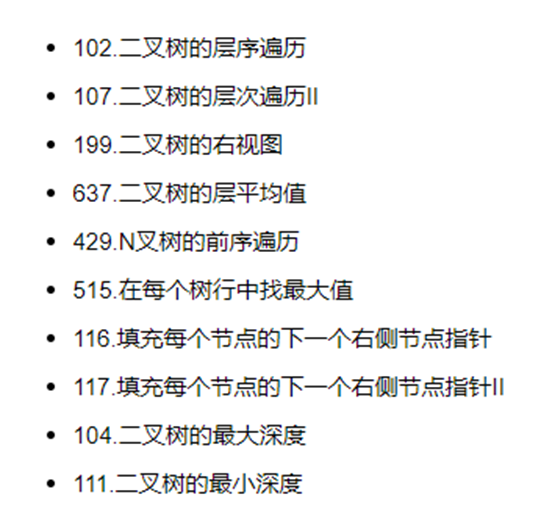 102.二叉树的层序遍历
107.二叉树的层次遍历II
199.二叉树的右视图
637.二叉树的层平均值
429.N叉树的前序遍历
515.在每个树行中找最大值
116.填充每个节点的下一个右侧节点指针
117.填充每个节点的下一个右侧节点指针II
104.二叉树的最大深度
111.二叉树的最小深度